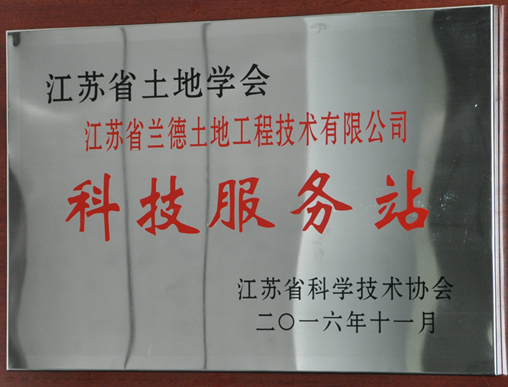 江苏省土地学会
江苏省兰德土地工程技术有限公司
科技服务站
江苏省科学技术协会
二〇一六年十一月